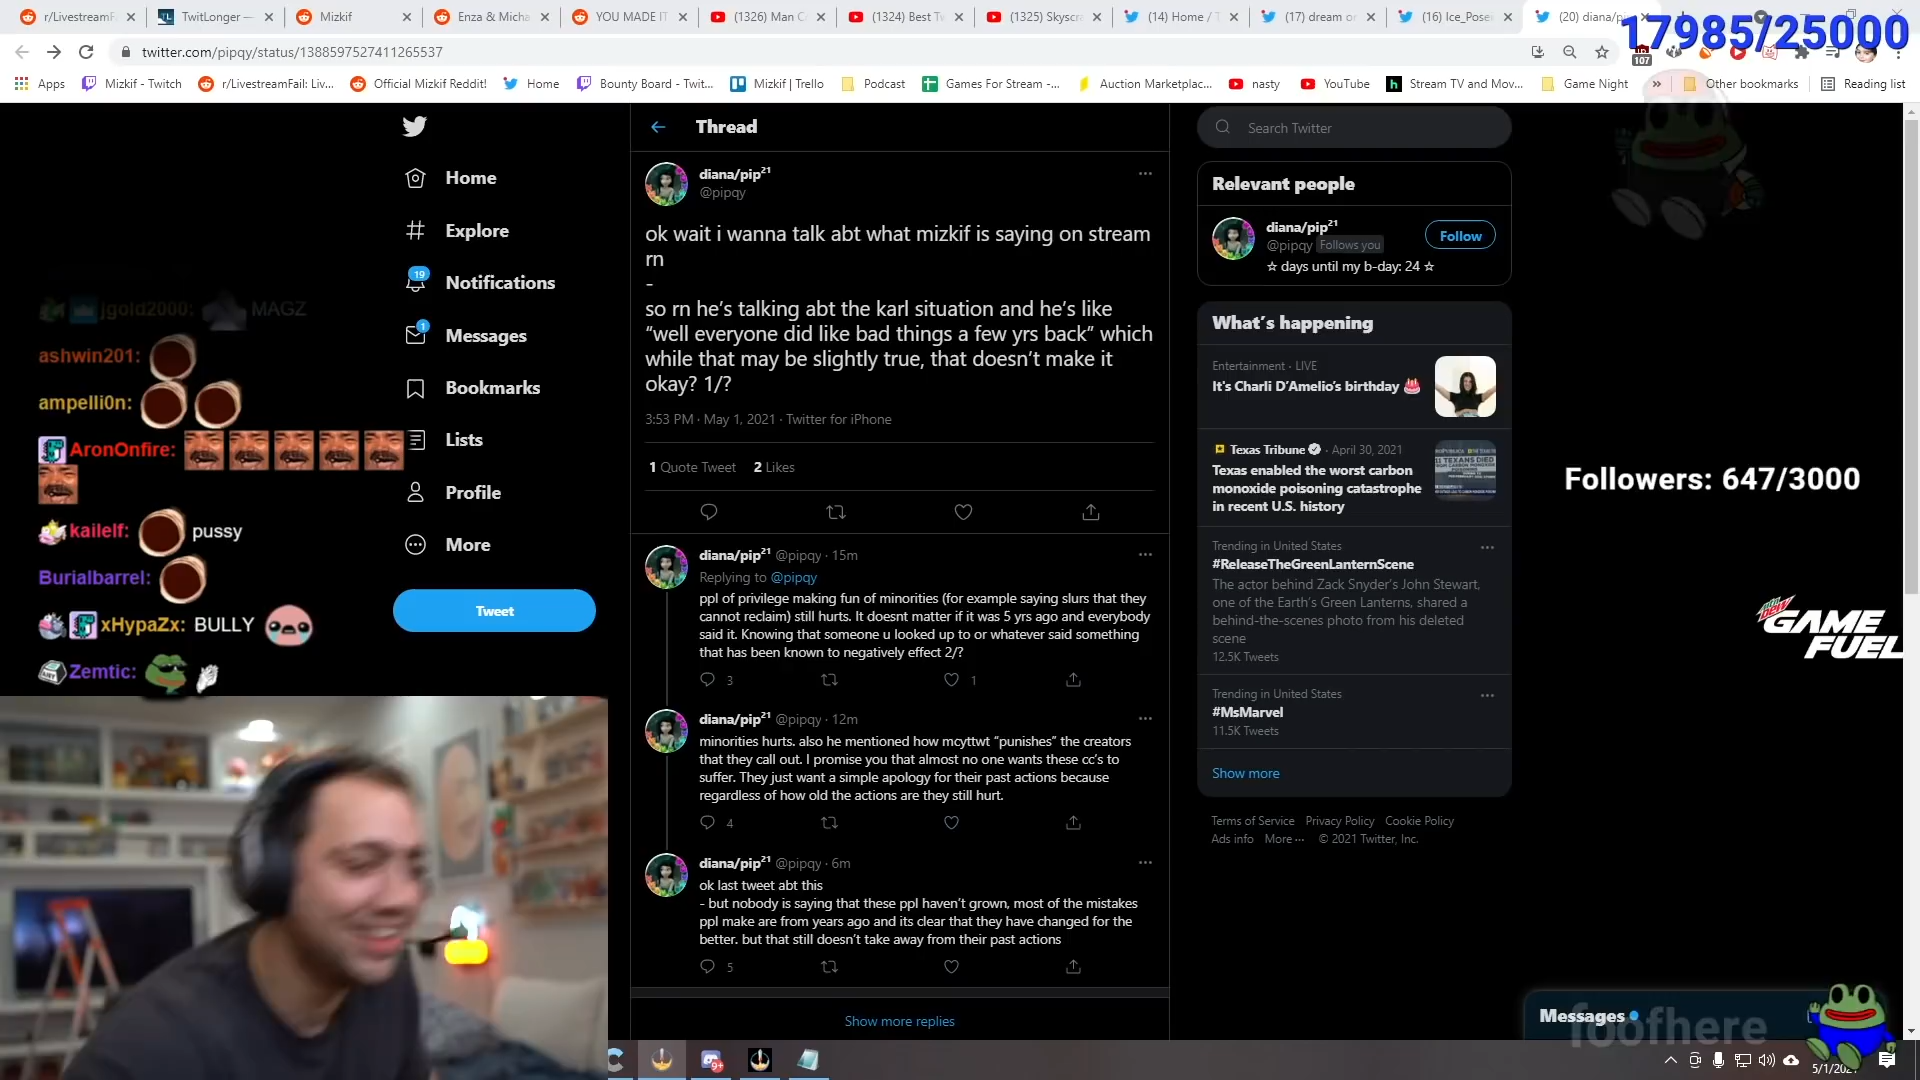 r/LivestreamF
TwitLonger —
Mizkif
Enza & Micha
YOU MADE IT
(1326) Man C
(1324) Best Tw
(1325) Skyscra
(14) Home / T
(17) dream or
(16) Ice_Posei
(20) diana/pi
17985/25000
twitter.com/pipqy/status/1388597527411265537
107
Apps
Mizkif - Twitch
r/LivestreamFail: Liv...
Official Mizkif Reddit!
Home
Bounty Board - Twit...
Mizkif | Trello
Podcast
Games For Stream -...
Auction Marketplac...
nasty
YouTube
Stream TV and Mov...
Game Night
»
Other bookmarks
Reading list
jgold2000: MAGZ
ashwin201:
ampelli0n:
AronOnfire:
kailelf: pussy
Burialbarrel:
xHypaZx: BULLY
Zemtic:
Home
Explore
19
Notifications
1
Messages
Bookmarks
Lists
Profile
More
Tweet
Thread
diana/pip²¹
@pipqy
ok wait i wanna talk abt what mizkif is saying on stream
rn
-
so rn he’s talking abt the karl situation and he’s like
“well everyone did like bad things a few yrs back” which
while that may be slightly true, that doesn’t make it
okay? 1/?
3:53 PM · May 1, 2021 · Twitter for iPhone
1 Quote Tweet 2 Likes
diana/pip²¹ @pipqy · 15m
Replying to @pipqy
ppl of privilege making fun of minorities (for example saying slurs that they
cannot reclaim) still hurts. It doesnt matter if it was 5 yrs ago and everybody
said it. Knowing that someone u looked up to or whatever said something
that has been known to negatively effect 2/?
3 1
diana/pip²¹ @pipqy · 12m
minorities hurts. also he mentioned how mcyttwt “punishes” the creators
that they call out. I promise you that almost no one wants these cc’s to
suffer. They just want a simple apology for their past actions because
regardless of how old the actions are they still hurt.
4
diana/pip²¹ @pipqy · 6m
ok last tweet abt this
- but nobody is saying that these ppl haven’t grown, most of the mistakes
ppl make are from years ago and its clear that they have changed for the
better. but that still doesn’t take away from their past actions
5
Show more replies
Search Twitter
Relevant people
diana/pip²¹
@pipqy Follows you
Follow
☆ days until my b-day: 24 ☆
What’s happening
Entertainment · LIVE
It’s Charli D’Amelio’s birthday 🎂
Texas Tribune · April 30, 2021
Texas enabled the worst carbon
monoxide poisoning catastrophe
in recent U.S. history
Trending in United States
#ReleaseTheGreenLanternScene
The actor behind Zack Snyder’s John Stewart,
one of the Earth’s Green Lanterns, shared a
behind-the-scenes photo from his deleted
scene
12.5K Tweets
Trending in United States
#MsMarvel
11.5K Tweets
Show more
Terms of Service Privacy Policy Cookie Policy
Ads info More ··· © 2021 Twitter, Inc.
Followers: 647/3000
GAME
FUEL
Messages
foofhere
9+
5/1/202